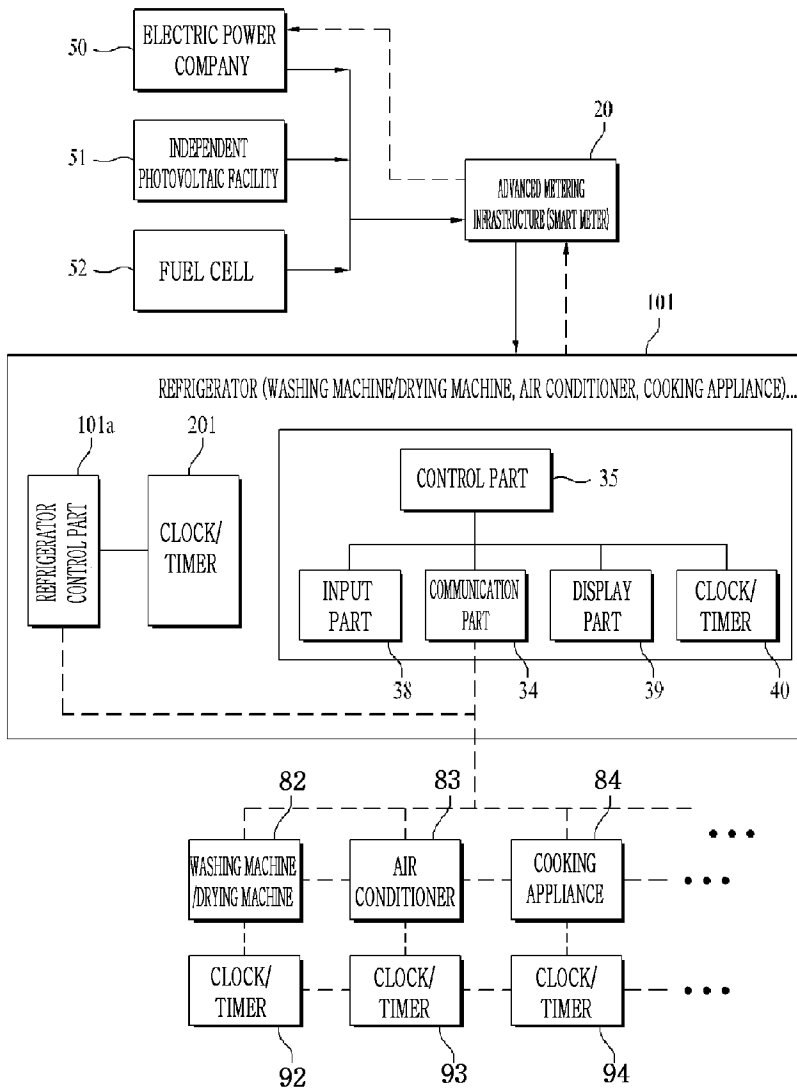 50
ELECTRIC POWER
COMPANY
20
51
INDEPENDENT
PHOTOVOLTAIC FACILITY
ADVANCED METERING
INFRASTRUCTURE (SMART METER)
52
FUEL CELL
101
REFRIGERATOR (WASHING MACHINE/DRYING MACHINE, AIR CONDITIONER, COOKING APPLIANCE)...
101a
201
REFRIGERATOR
CONTROL PART
CLOCK/
TIMER
CONTROL PART
35
INPUT
PART
COMMUNICATION
PART
DISPLAY
PART
CLOCK/
TIMER
38
34
39
40
82
83
84
WASHING MACHINE
/DRYING MACHINE
AIR
CONDITIONER
COOKING
APPLIANCE
CLOCK/
TIMER
CLOCK/
TIMER
CLOCK/
TIMER
92
93
94